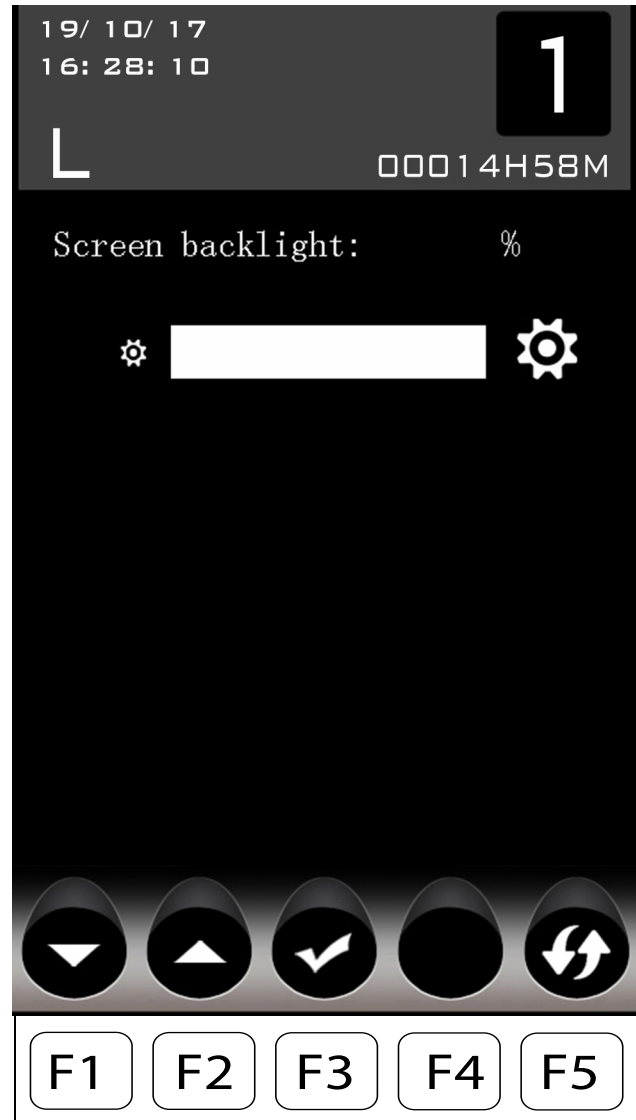 19/ 10/ 17
16: 28: 10
1
L
00014H58M
Screen backlight: %
F1 F2 F3 F4 F5